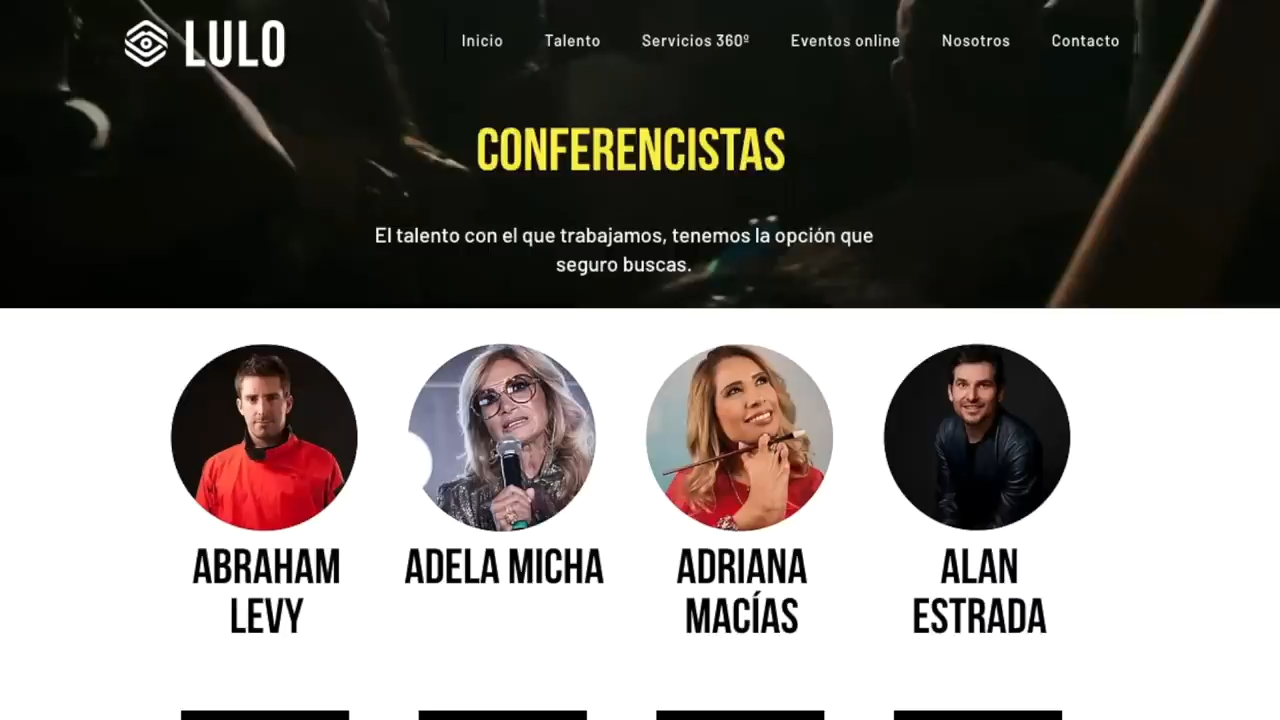 LULO
Inicio Talento Servicios 360º Eventos online Nosotros Contacto
CONFERENCISTAS
El talento con el que trabajamos, tenemos la opción que
seguro buscas.
ABRAHAM
LEVY
ADELA MICHA
ADRIANA
MACÍAS
ALAN
ESTRADA